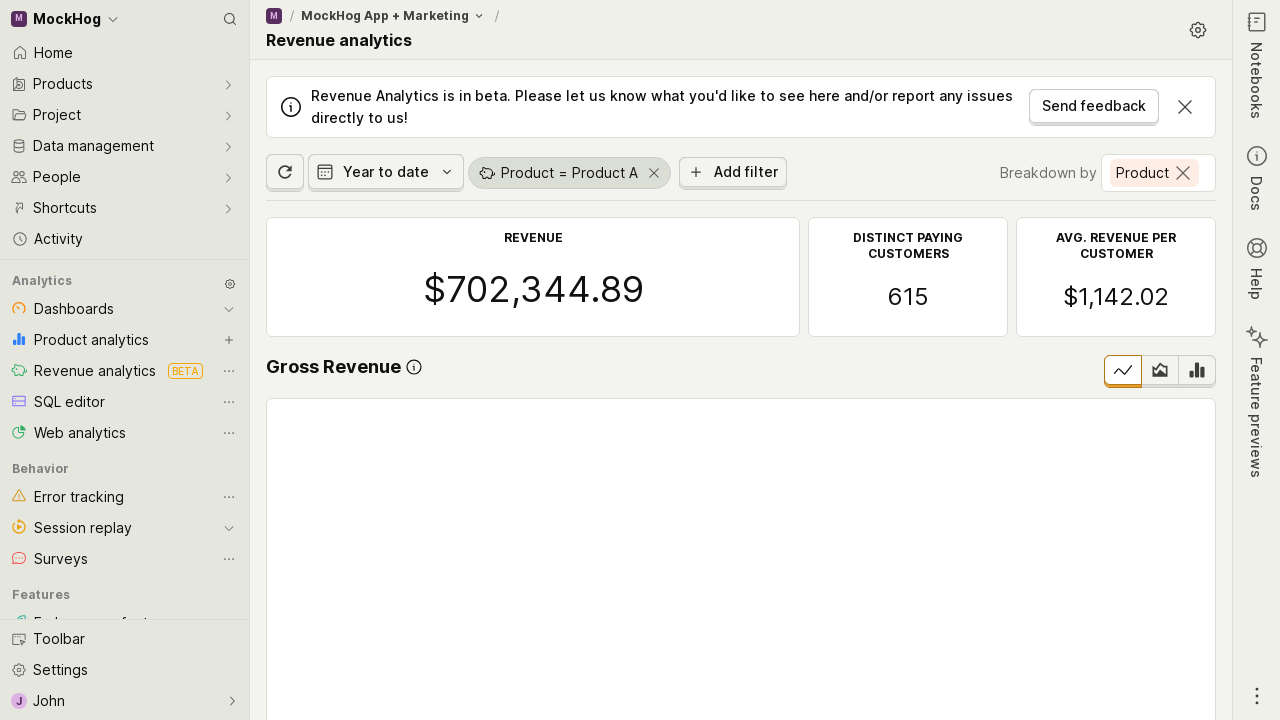 M MockHog
Home
Products
Project
Data management
People
Shortcuts
Activity
Analytics
Dashboards
Product analytics
Revenue analytics BETA
SQL editor
Web analytics
Behavior
Error tracking
Session replay
Surveys
Features
Toolbar
Settings
J John
M / MockHog App + Marketing /
Revenue analytics
Revenue Analytics is in beta. Please let us know what you'd like to see here and/or report any issues
directly to us!
Send feedback
Year to date
Product = Product A
Add filter
Breakdown by Product
REVENUE
$702,344.89
DISTINCT PAYING
CUSTOMERS
615
AVG. REVENUE PER
CUSTOMER
$1,142.02
Gross Revenue
Notebooks
Docs
Help
Feature previews